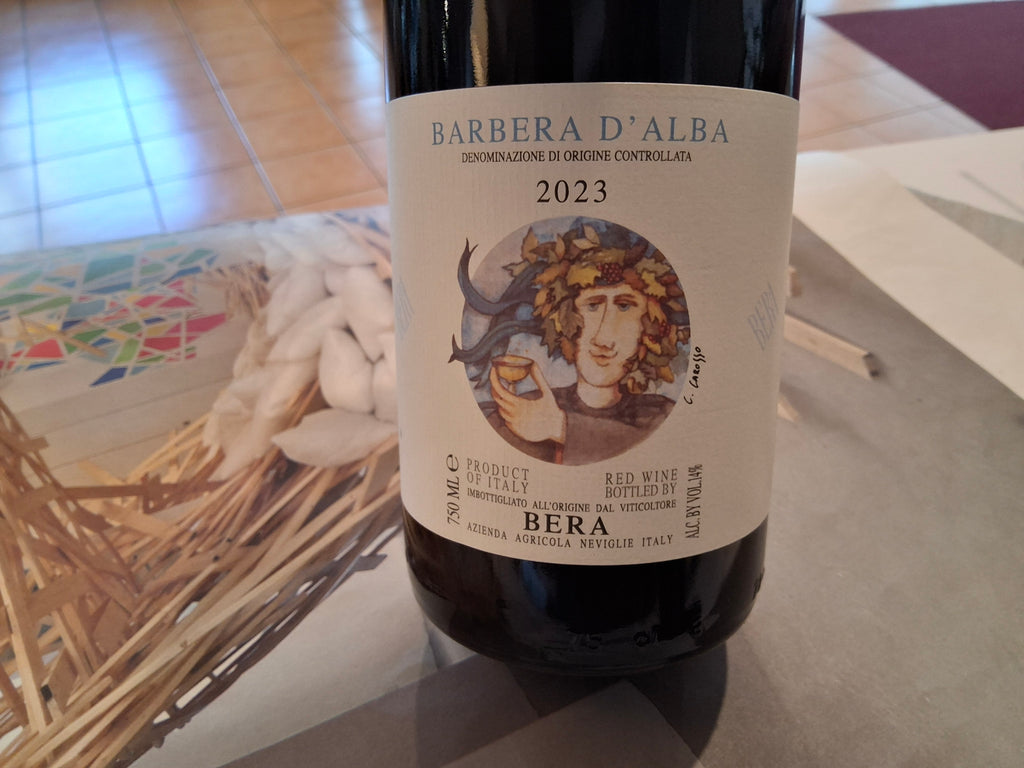 BARBERA D'ALBA
DENOMINAZIONE DI ORIGINE CONTROLLATA
2023
C. CAROSSO
750 ML e
PRODUCT
OF ITALY
RED WINE
BOTTLED BY
ALC. BY VOL.14%
IMBOTTIGLIATO ALL'ORIGINE DAL VITICOLTORE
BERA
AZIENDA AGRICOLA NEVIGLIE ITALY